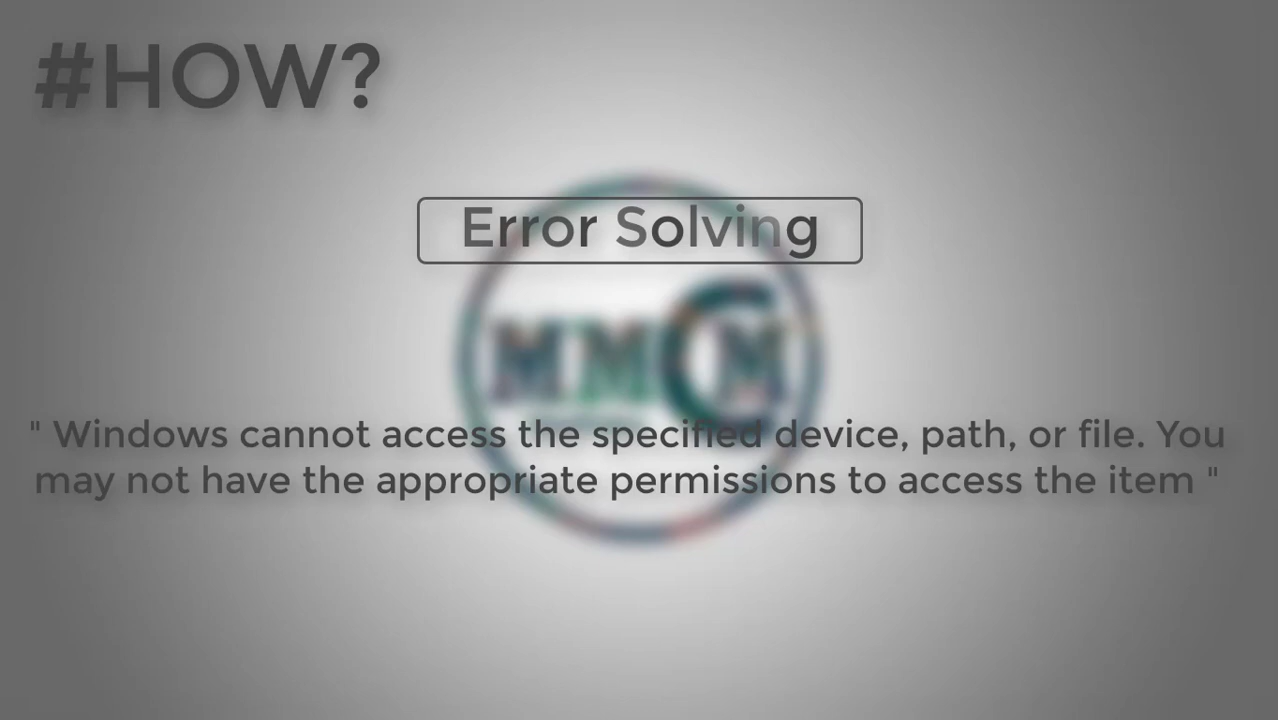 #HOW?
Error Solving
MMCM
" Windows cannot access the specified device, path, or file. You
may not have the appropriate permissions to access the item "